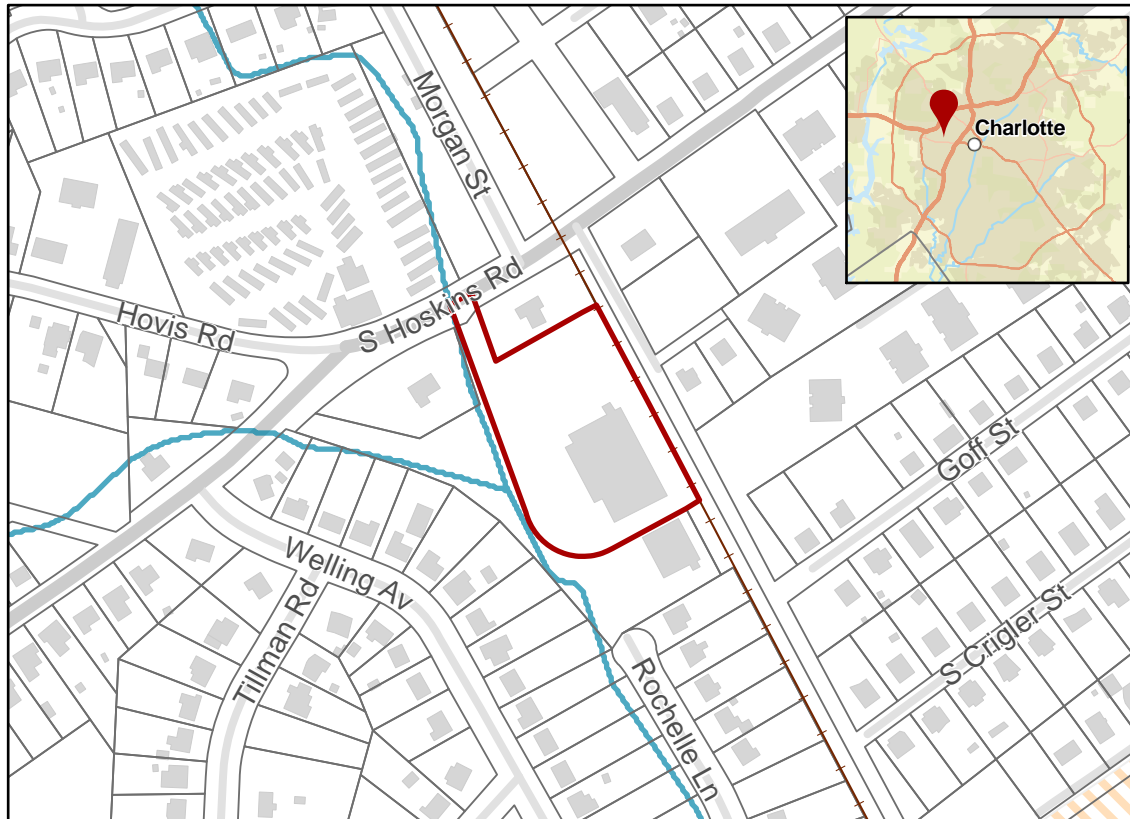 Morgan St
Charlotte
Hovis Rd
S Hoskins Rd
Goff St
Welling Av
Tillman Rd
S Crigler St
Rochelle Ln